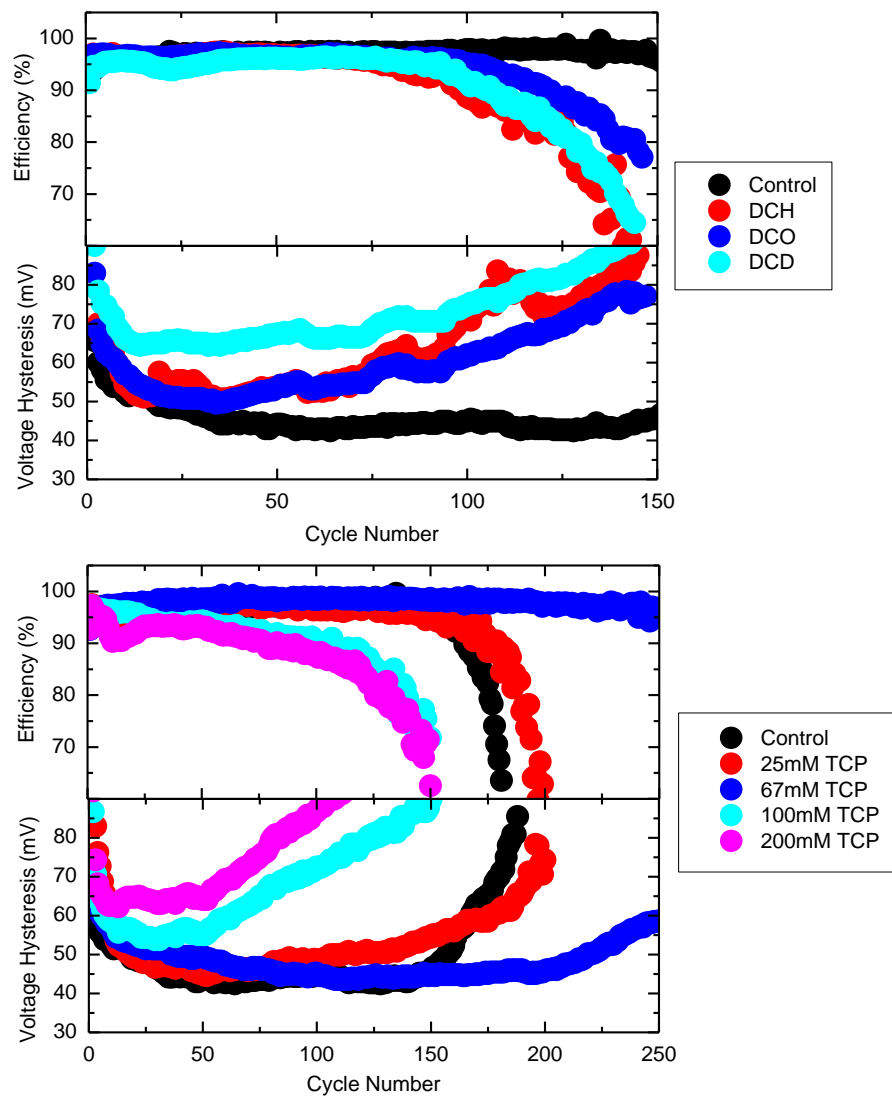 100
90
80
70
Efficiency (%)
80
70
60
50
40
30
Voltage Hysteresis (mV)
0
50
100
150
Cycle Number
Control
DCH
DCO
DCD
100
90
80
70
Efficiency (%)
80
70
60
50
40
30
Voltage Hysteresis (mV)
0
50
100
150
200
250
Cycle Number
Control
25mM TCP
67mM TCP
100mM TCP
200mM TCP